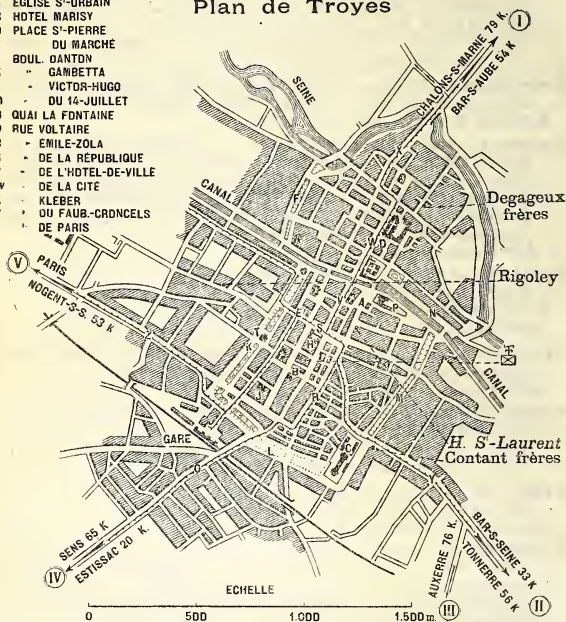 Plan de Troyes
EGLISE St-URBAIN
HOTEL MARISY
PLACE St-PIERRE
DU MARCHÉ
BOUL. DANTON
" GAMBETTA
- VICTOR-HUGO
- DU 14-JUILLET
QUAI LA FONTAINE
RUE VOLTAIRE
" ÉMILE-ZOLA
- DE LA RÉPUBLIQUE
- DE L'HOTEL-DE-VILLE
- DE LA CITÉ
KLEBER
" DU FAUB.-CRONCELS
DE PARIS
SEINE
CHALONS-S-MARNE 79 K.
BAR-S-AUBE 54 K
I
CANAL
Degageux
frères
Rigoley
V
PARIS
NOGENT-S-S. 53 K
CANAL
H. St-Laurent
Contant frères
GARE
SENS 65 K
ESTISSAC 20 K.
IV
BAR-S-SEINE 33 K
TONNERRE 56 K
II
AUXERRE 76 K.
III
ECHELLE
0 500 1.000 1.500 m.